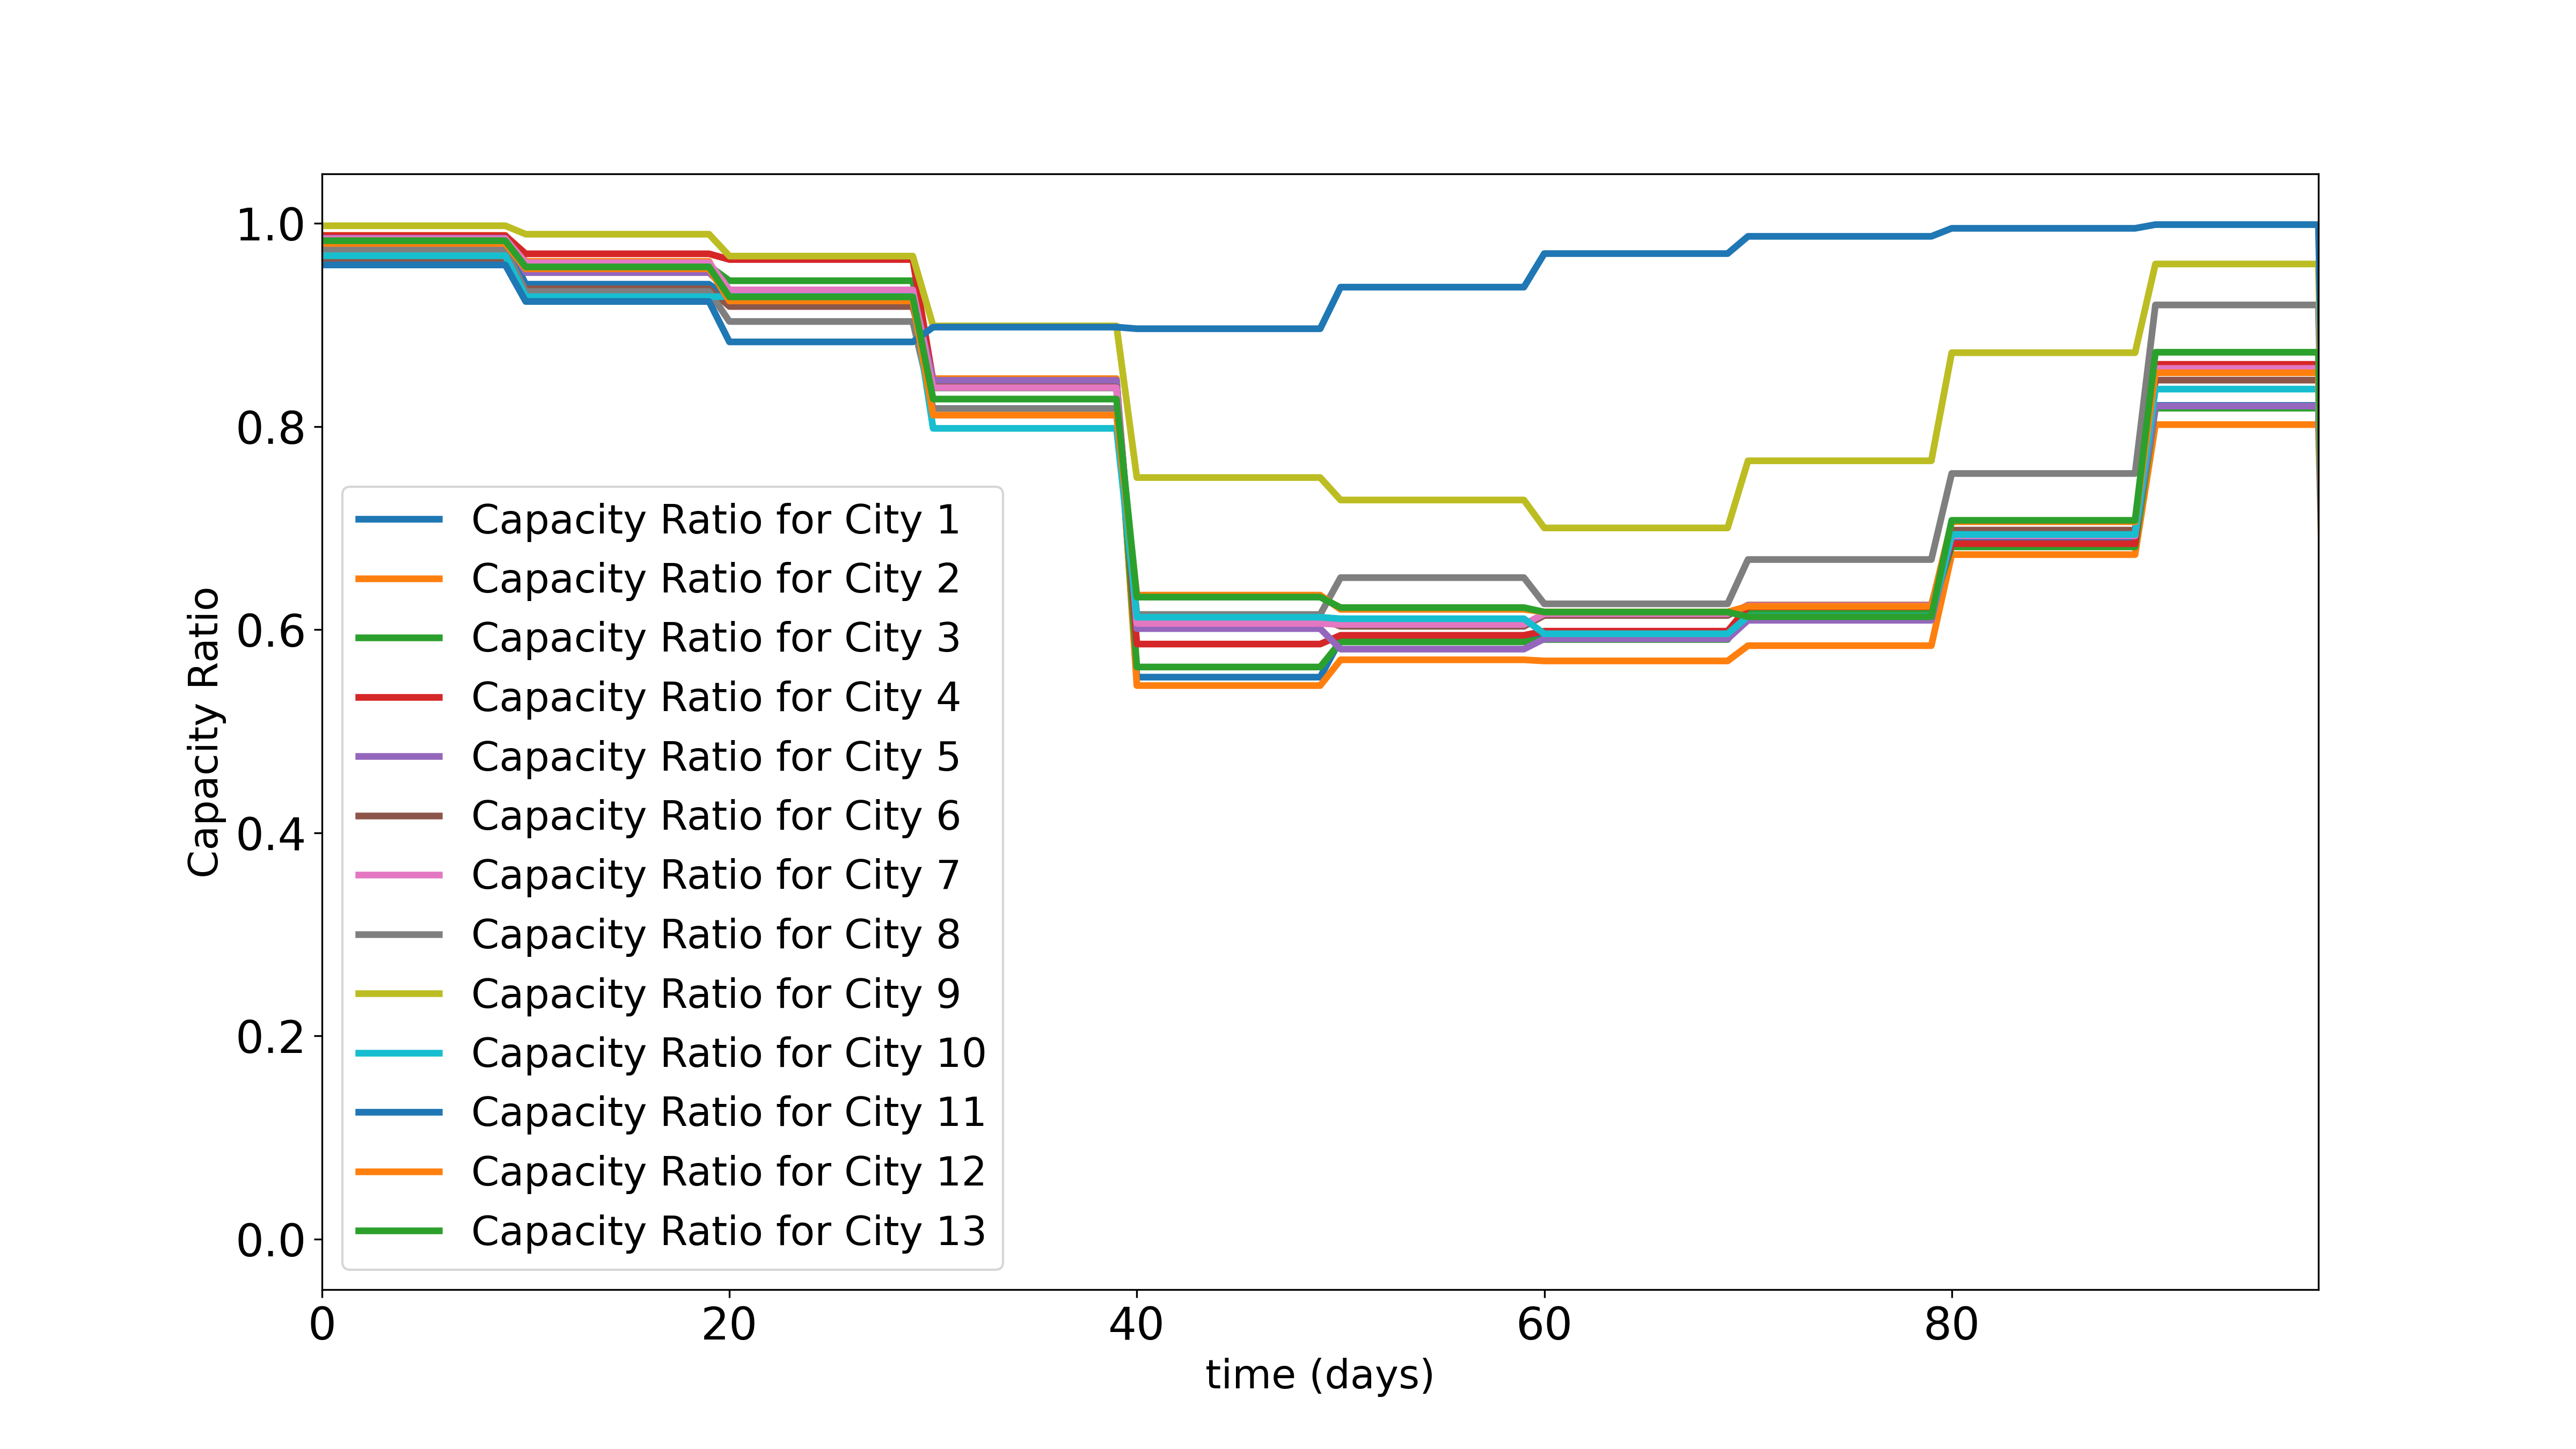 1.0
0.8
0.6
0.4
0.2
0.0
Capacity Ratio
Capacity Ratio for City 1
Capacity Ratio for City 2
Capacity Ratio for City 3
Capacity Ratio for City 4
Capacity Ratio for City 5
Capacity Ratio for City 6
Capacity Ratio for City 7
Capacity Ratio for City 8
Capacity Ratio for City 9
Capacity Ratio for City 10
Capacity Ratio for City 11
Capacity Ratio for City 12
Capacity Ratio for City 13
0 20 40 60 80
time (days)